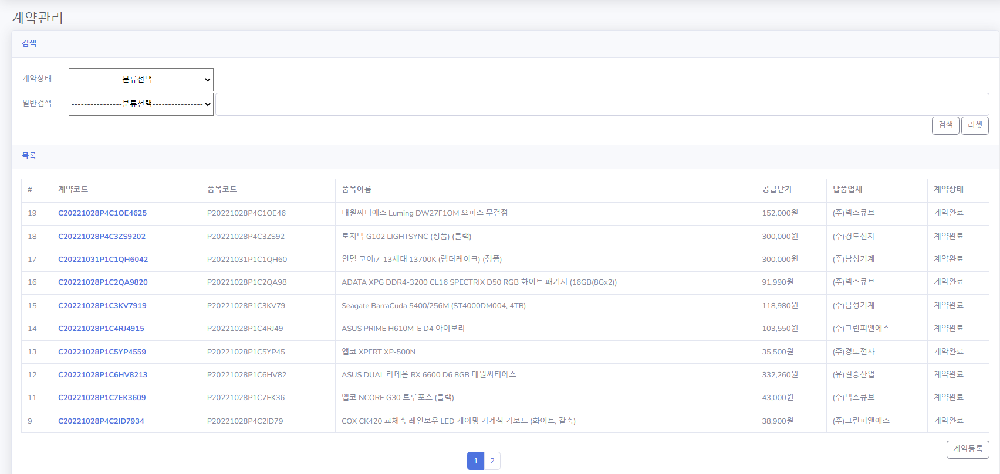 계약관리
검색
계약상태 ----------------분류선택----------------
일반검색 ----------------분류선택----------------
검색 리셋
목록
# 계약코드 품목코드 품목이름 공급단가 납품업체 계약상태
19 C20221028P4C1OE4625 P20221028P4C1OE46 대원씨티에스 Luming DW27F1OM 오피스 무결점 152,000원 (주)넥스큐브 계약완료
18 C20221028P4C3ZS9202 P20221028P4C3ZS92 로지텍 G102 LIGHTSYNC (정품) (블랙) 300,000원 (주)경도전자 계약완료
17 C20221031P1C1QH6042 P20221031P1C1QH60 인텔 코어i7-13세대 13700K (랩터레이크) (정품) 300,000원 (주)남성기계 계약완료
16 C20221028P1C2QA9820 P20221028P1C2QA98 ADATA XPG DDR4-3200 CL16 SPECTRIX D50 RGB 화이트 패키지 (16GB(8Gx2)) 91,990원 (주)넥스큐브 계약완료
15 C20221028P1C3KV7919 P20221028P1C3KV79 Seagate BarraCuda 5400/256M (ST4000DM004, 4TB) 118,980원 (주)남성기계 계약완료
14 C20221028P1C4RJ4915 P20221028P1C4RJ49 ASUS PRIME H610M-E D4 아이보라 103,550원 (주)그린피앤에스 계약완료
13 C20221028P1C5YP4559 P20221028P1C5YP45 앱코 XPERT XP-500N 35,500원 (주)경도전자 계약완료
12 C20221028P1C6HV8213 P20221028P1C6HV82 ASUS DUAL 라데온 RX 6600 D6 8GB 대원씨티에스 332,260원 (유)길승산업 계약완료
11 C20221028P1C7EK3609 P20221028P1C7EK36 앱코 NCORE G30 트루포스 (블랙) 43,000원 (주)넥스큐브 계약완료
9 C20221028P4C2ID7934 P20221028P4C2ID79 COX CK420 교체축 레인보우 LED 게이밍 기계식 키보드 (화이트, 갈축) 38,900원 (주)그린피앤에스 계약완료
계약등록
1 2